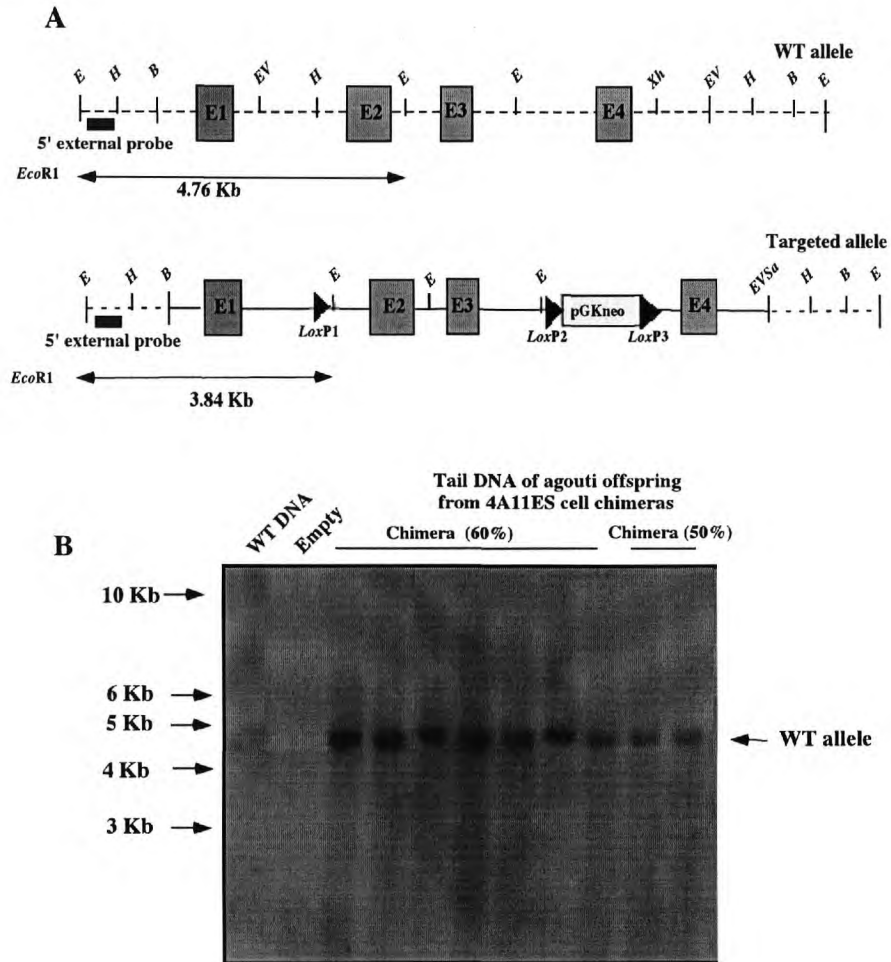 A
WT allele
E H B EV H E E Xh EV H B E
E1 E2 E3 E4
5' external probe
EcoR1
4.76 Kb
Targeted allele
E H B E E E EVSa H B E
E1 E2 E3 pGKneo E4
LoxP1 LoxP2 LoxP3
5' external probe
EcoR1
3.84 Kb
B
WT DNA
Empty
Tail DNA of agouti offspring
from 4A11ES cell chimeras
Chimera (60%) Chimera (50%)
10 Kb
6 Kb
5 Kb
4 Kb
3 Kb
WT allele